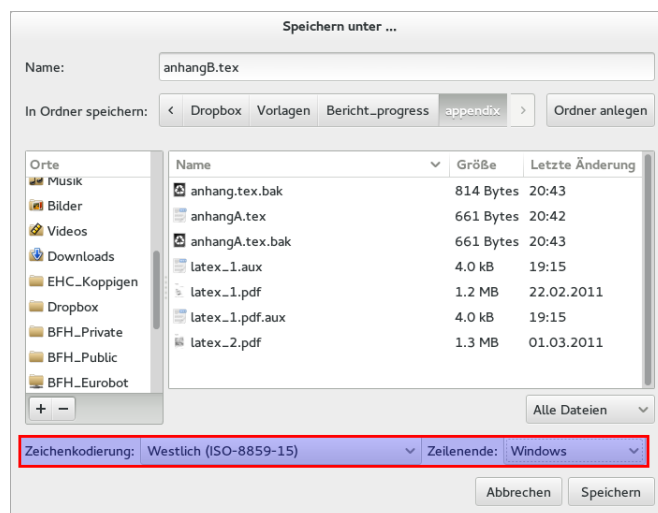 Speichern unter ...
Name: anhangB.tex
In Ordner speichern: < Dropbox Vorlagen Bericht_progress appendix > Ordner anlegen
Orte
Musik
Bilder
Videos
Downloads
EHC_Koppigen
Dropbox
BFH_Private
BFH_Public
BFH_Eurobot
+ −
Name Größe Letzte Änderung
anhang.tex.bak 814 Bytes 20:43
anhangA.tex 661 Bytes 20:42
anhangA.tex.bak 661 Bytes 20:43
latex_1.aux 4.0 kB 19:15
latex_1.pdf 1.2 MB 22.02.2011
latex_1.pdf.aux 4.0 kB 19:15
latex_2.pdf 1.3 MB 01.03.2011
Alle Dateien
Zeichenkodierung: Westlich (ISO-8859-15) Zeilenende: Windows
Abbrechen Speichern